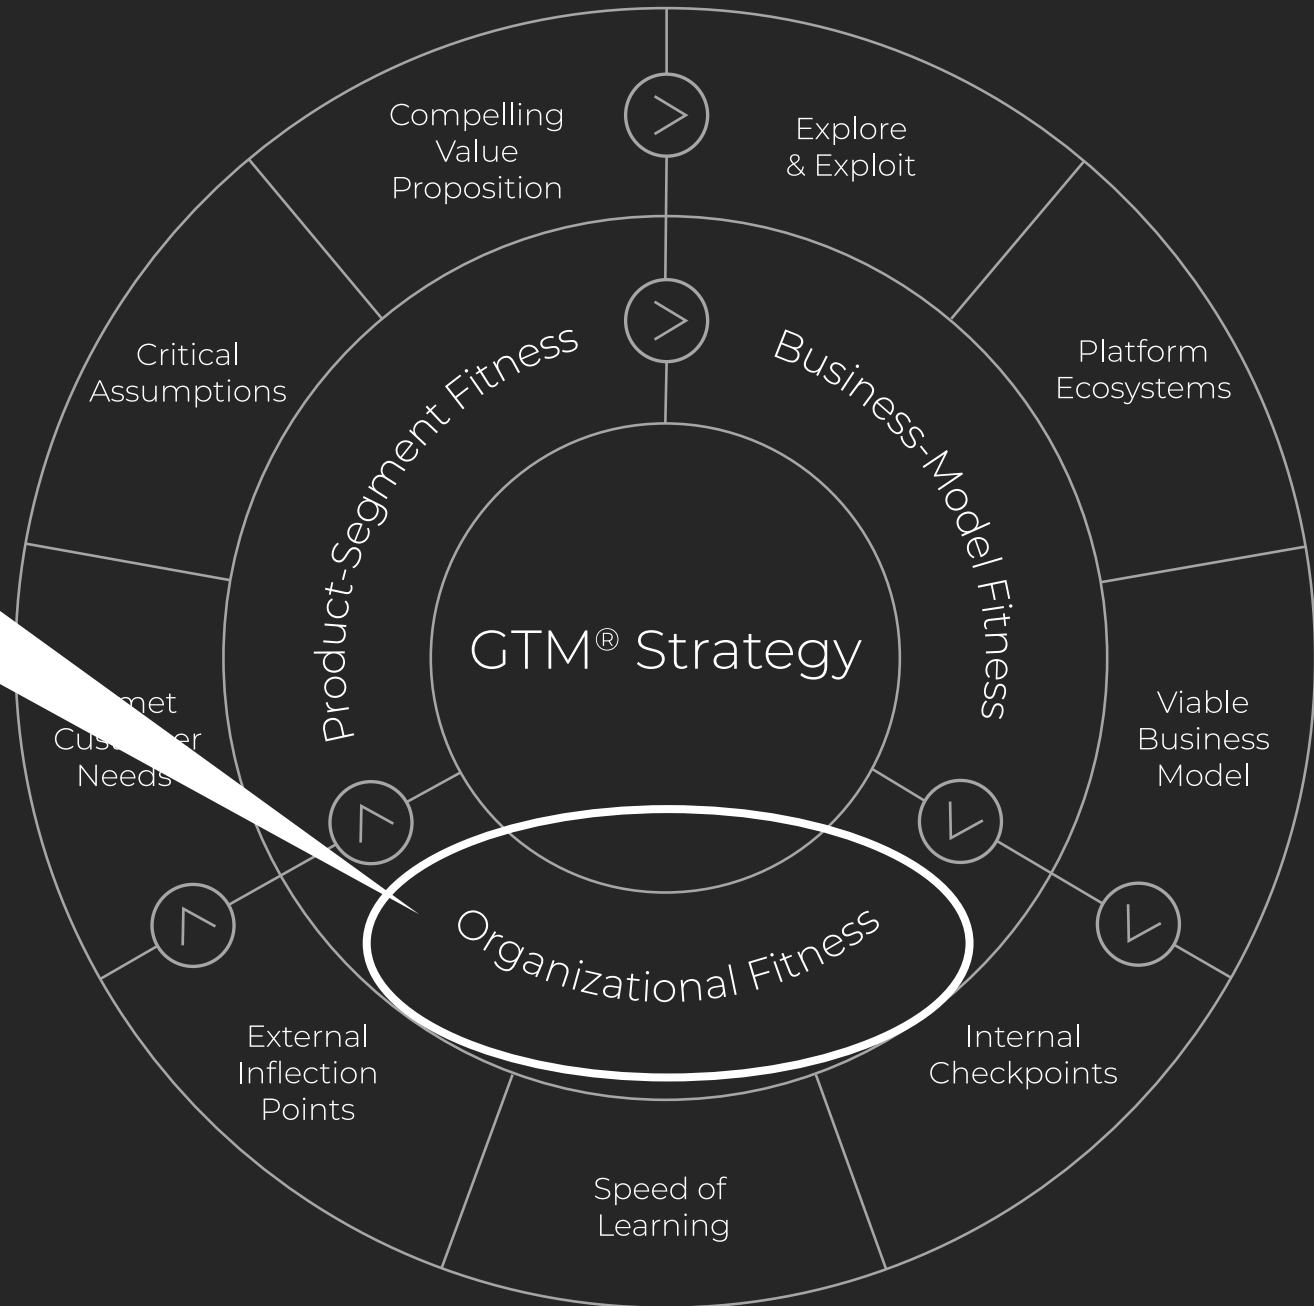 Compelling
Value
Proposition
Explore
& Exploit
Critical
Assumptions
Platform
Ecosystems
Product-Segment Fitness
Business-Model Fitness
GTM® Strategy
Needs
Viable
Business
Model
Organizational Fitness
External
Inflection
Points
Internal
Checkpoints
Speed of
Learning